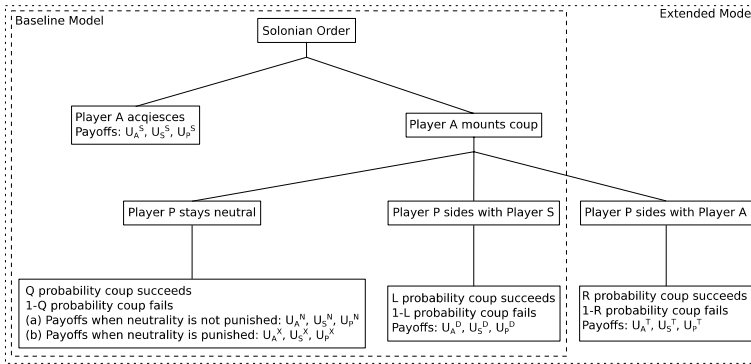 Baseline Model
Extended Mode
Solonian Order
Player A acqiesces
Payoffs: U_A^S, U_S^S, U_P^S
Player A mounts coup
Player P stays neutral
Player P sides with Player S
Player P sides with Player A
Q probability coup succeeds
1-Q probability coup fails
(a) Payoffs when neutrality is not punished: U_A^N, U_S^N, U_P^N
(b) Payoffs when neutrality is punished: U_A^X, U_S^X, U_P^X
L probability coup succeeds
1-L probability coup fails
Payoffs: U_A^D, U_S^D, U_P^D
R probability coup succeeds
1-R probability coup fails
Payoffs: U_A^T, U_S^T, U_P^T